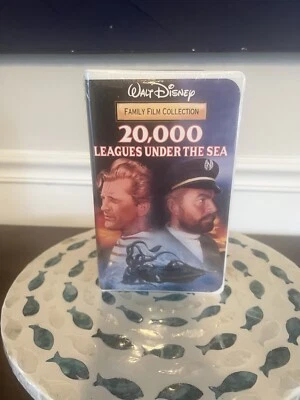 WALT DISNEY
FAMILY FILM COLLECTION
20,000
LEAGUES UNDER THE SEA